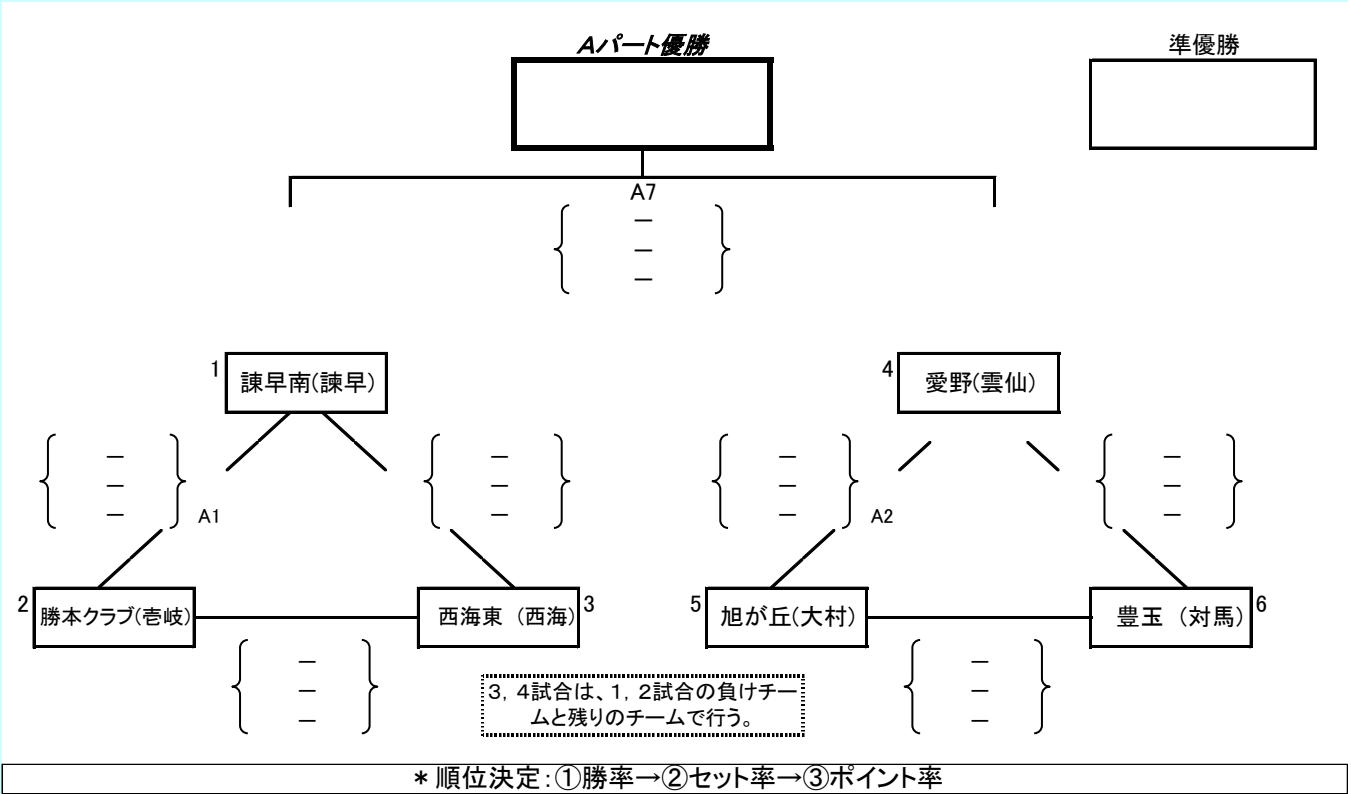 Aパート優勝
準優勝
A7
－
－
－
1
諫早南(諫早)
4
愛野(雲仙)
－ － － －
－ － － －
－ A1 － － A2 －
2 勝本クラブ(壱岐)
西海東 (西海) 3
5 旭が丘(大村)
豊玉 (対馬) 6
－ －
－ －
－ －
3，4試合は、1，2試合の負けチー
ムと残りのチームで行う。
＊順位決定：①勝率→②セット率→③ポイント率